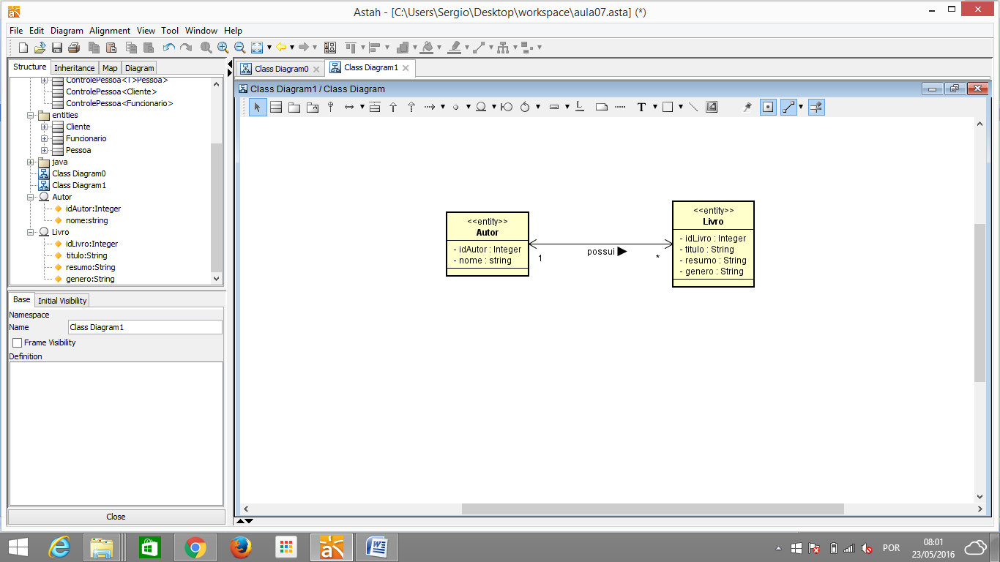 Astah - [C:\Users\Sergio\Desktop\workspace\aula07.asta] (*)
File Edit Diagram Alignment View Tool Window Help
Structure Inheritance Map Diagram
ControlePessoa<T>Pessoa>
ControlePessoa<Cliente>
ControlePessoa<Funcionario>
entities
Cliente
Funcionario
Pessoa
java
Class Diagram0
Class Diagram1
Autor
idAutor:Integer
nome:string
Livro
idLivro:Integer
titulo:String
resumo:String
genero:String
Base Initial Visibility
Namespace
Name Class Diagram1
Frame Visibility
Definition
Close
Class Diagram0 Class Diagram1
Class Diagram1 / Class Diagram
T
<<entity>>
Autor
- idAutor : Integer
- nome : string
1
possui
*
<<entity>>
Livro
- idLivro : Integer
- titulo : String
- resumo : String
- genero : String
POR
08:01
23/05/2016